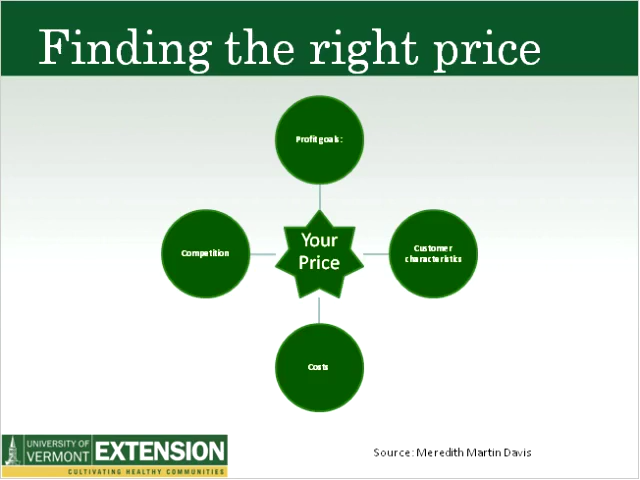 Finding the right price
Profit goals :
Competition
Your
Price
Customer
characteristics
Costs
UNIVERSITY OF
VERMONT
EXTENSION
CULTIVATING HEALTHY COMMUNITIES
Source: Meredith Martin Davis